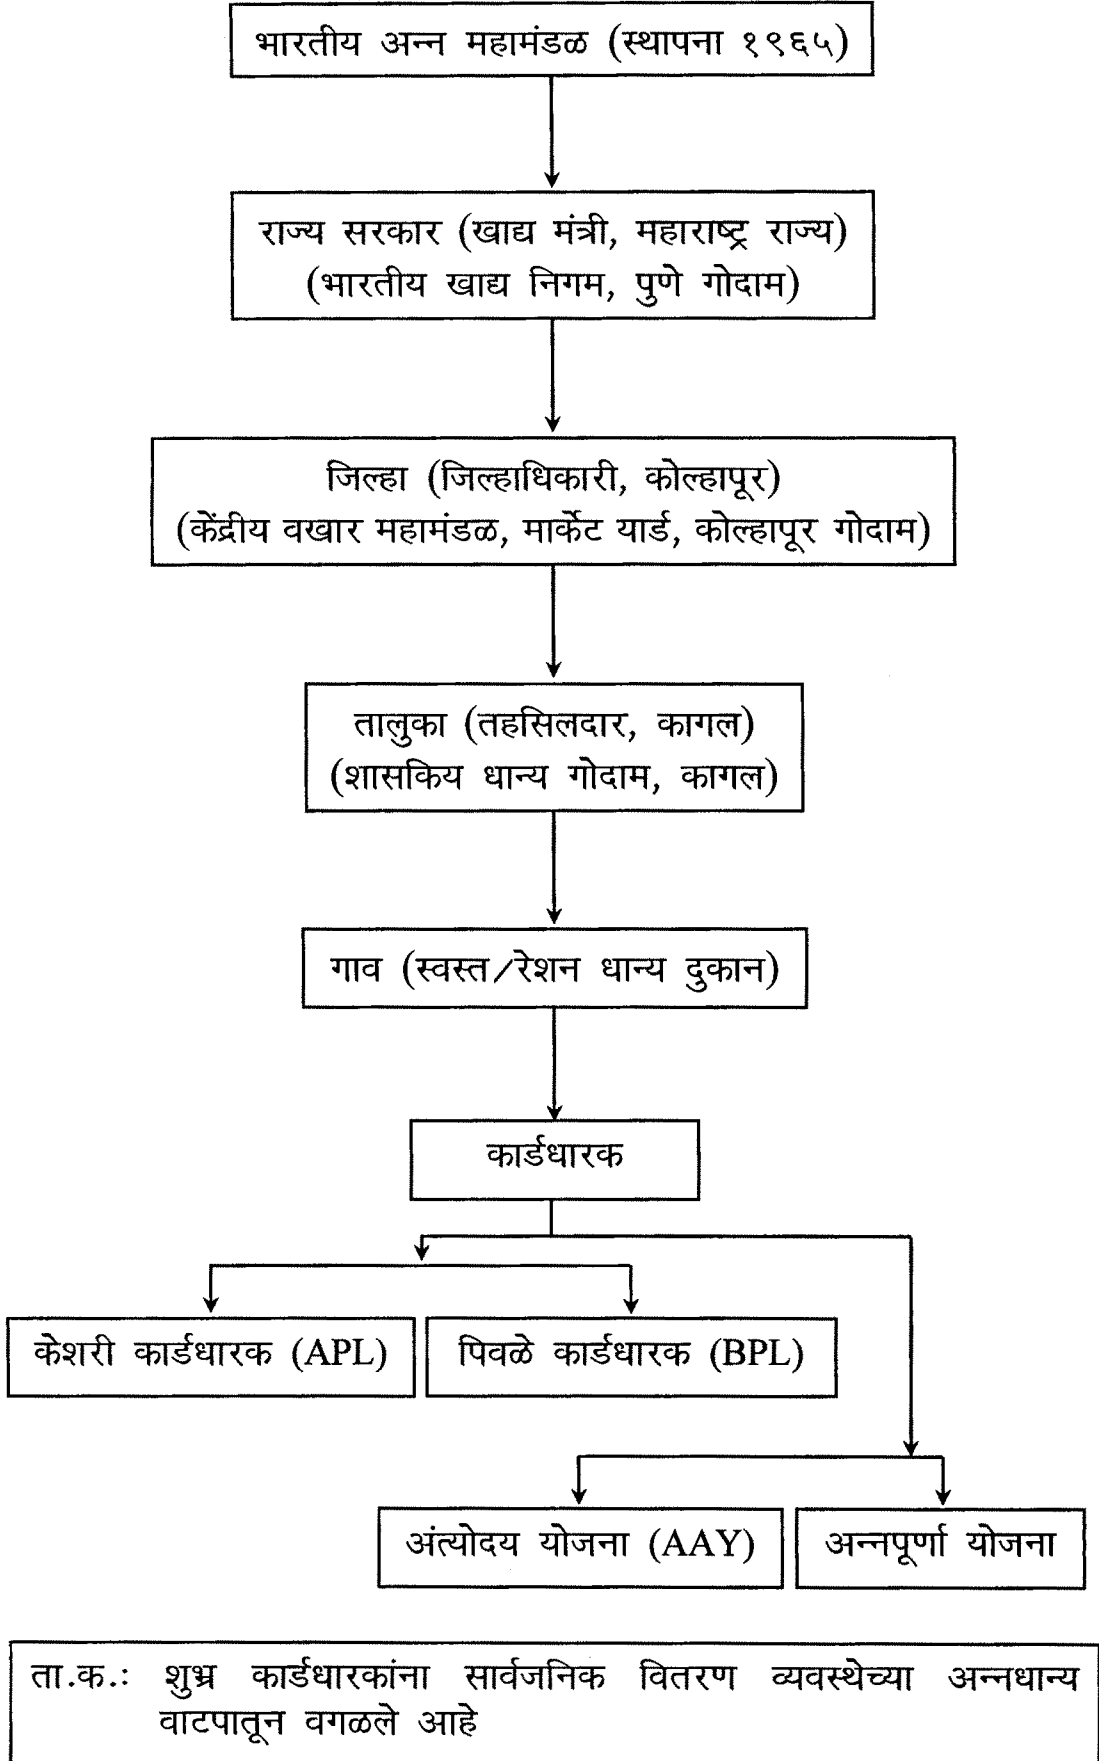 भारतीय अन्न महामंडळ (स्थापना १९६५)
राज्य सरकार (खाद्य मंत्री, महाराष्ट्र राज्य)
(भारतीय खाद्य निगम, पुणे गोदाम)
जिल्हा (जिल्हाधिकारी, कोल्हापूर)
(केंद्रीय वखार महामंडळ, मार्केट यार्ड, कोल्हापूर गोदाम)
तालुका (तहसिलदार, कागल)
(शासकिय धान्य गोदाम, कागल)
गाव (स्वस्त/रेशन धान्य दुकान)
कार्डधारक
केशरी कार्डधारक (APL)
पिवळे कार्डधारक (BPL)
अंत्योदय योजना (AAY)
अन्नपूर्णा योजना
ता.क.: शुभ्र कार्डधारकांना सार्वजनिक वितरण व्यवस्थेच्या अन्नधान्य
वाटपातून वगळले आहे